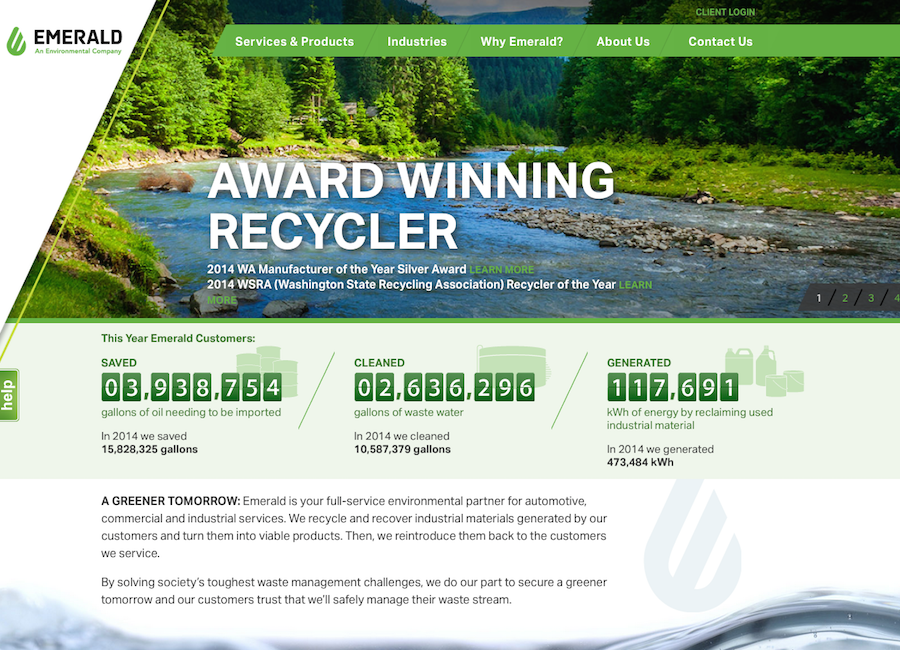 CLIENT LOGIN
EMERALD
An Environmental Company
Services & Products
Industries
Why Emerald?
About Us
Contact Us
AWARD WINNING
RECYCLER
2014 WA Manufacturer of the Year Silver Award LEARN MORE
2014 WSRA (Washington State Recycling Association) Recycler of the Year LEARN
MORE
1 / 2 / 3 / 4
help
This Year Emerald Customers:
SAVED
03,938,754
gallons of oil needing to be imported
In 2014 we saved
15,828,325 gallons
CLEANED
02,636,296
gallons of waste water
In 2014 we cleaned
10,587,379 gallons
GENERATED
117,691
kWh of energy by reclaiming used
industrial material
In 2014 we generated
473,484 kWh
A GREENER TOMORROW: Emerald is your full-service environmental partner for automotive,
commercial and industrial services. We recycle and recover industrial materials generated by our
customers and turn them into viable products. Then, we reintroduce them back to the customers
we service.
By solving society's toughest waste management challenges, we do our part to secure a greener
tomorrow and our customers trust that we'll safely manage their waste stream.